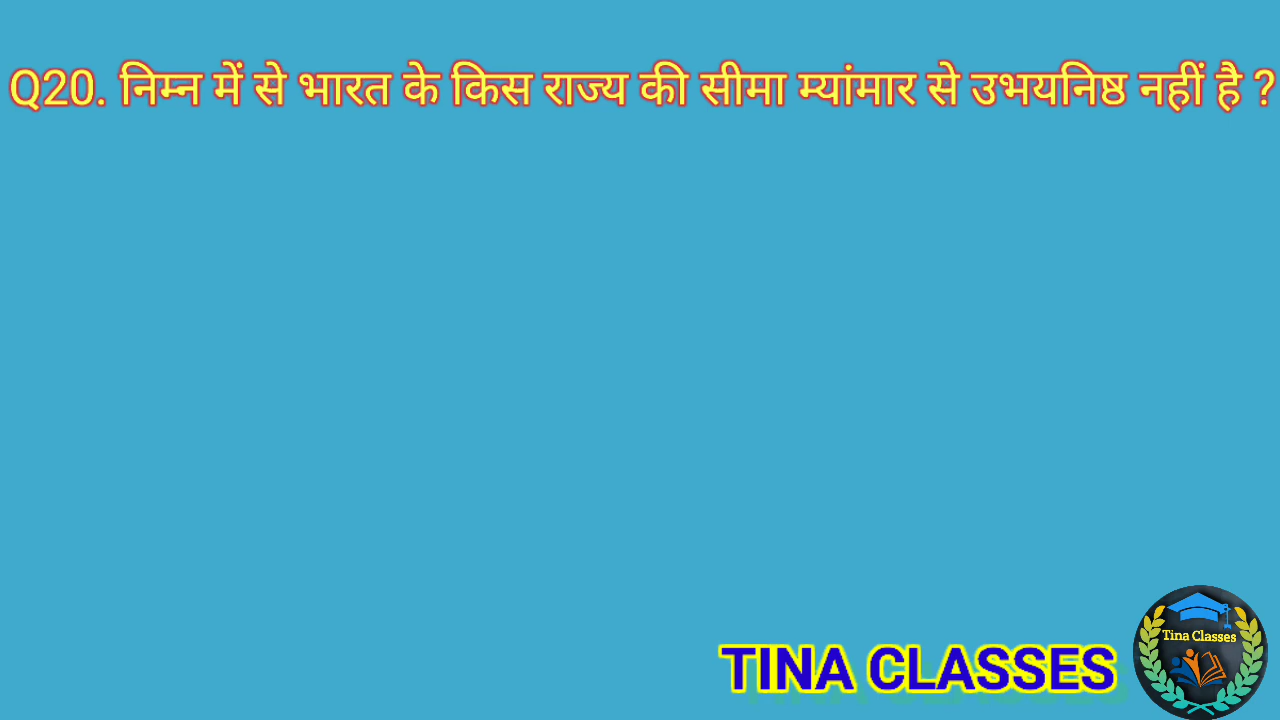 Q20. निम्न में से भारत के किस राज्य की सीमा म्यांमार से उभयनिष्ठ नहीं है ?
Tina Classes
TINA CLASSES